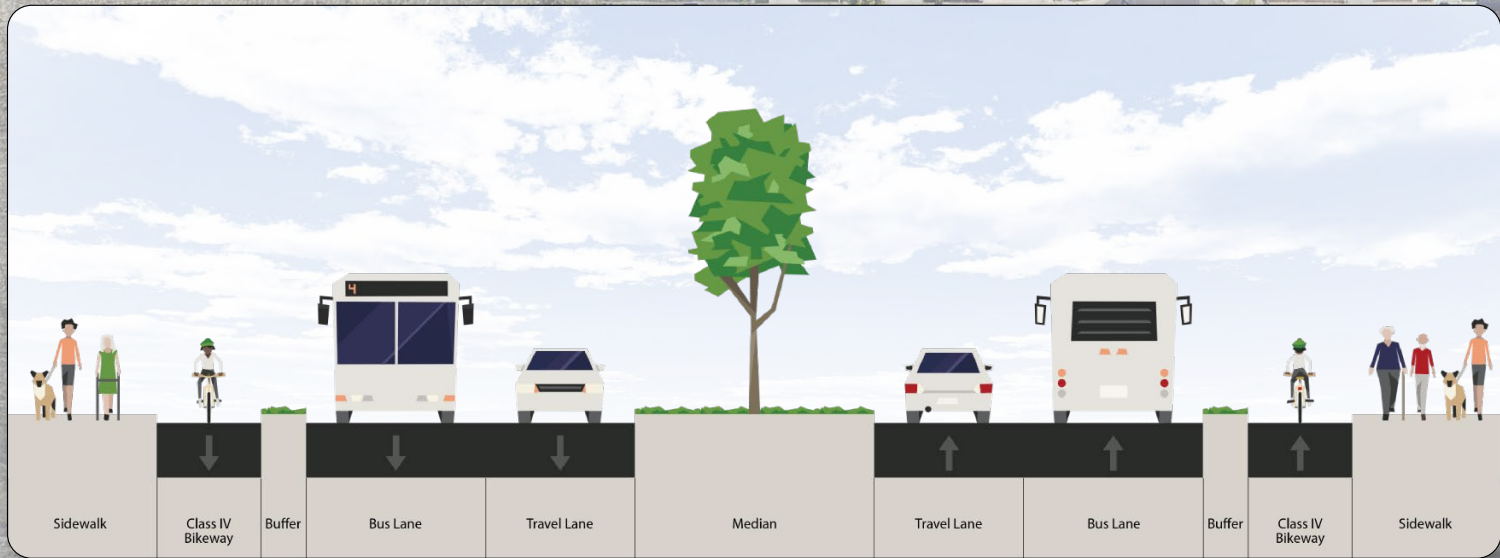 4
Sidewalk
Class IV
Bikeway
Buffer
Bus Lane
Travel Lane
Median
Travel Lane
Bus Lane
Buffer
Class IV
Bikeway
Sidewalk